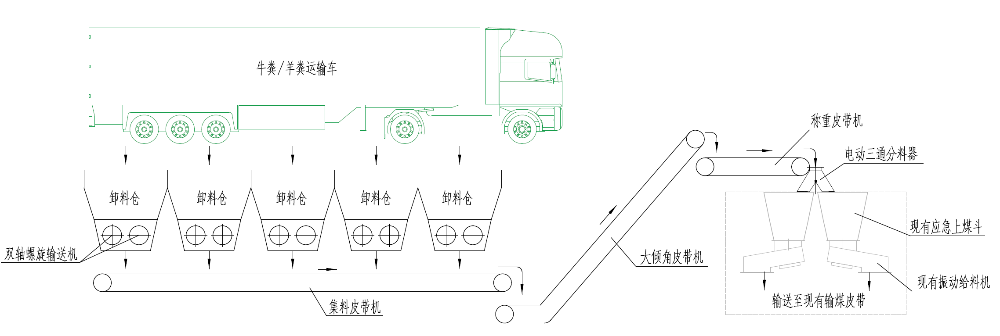 牛粪/羊粪运输车
称重皮带机
电动三通分料器
卸料仓
卸料仓
卸料仓
卸料仓
卸料仓
现有应急上煤斗
双轴螺旋输送机
大倾角皮带机
现有振动给料机
输送至现有输煤皮带
集料皮带机